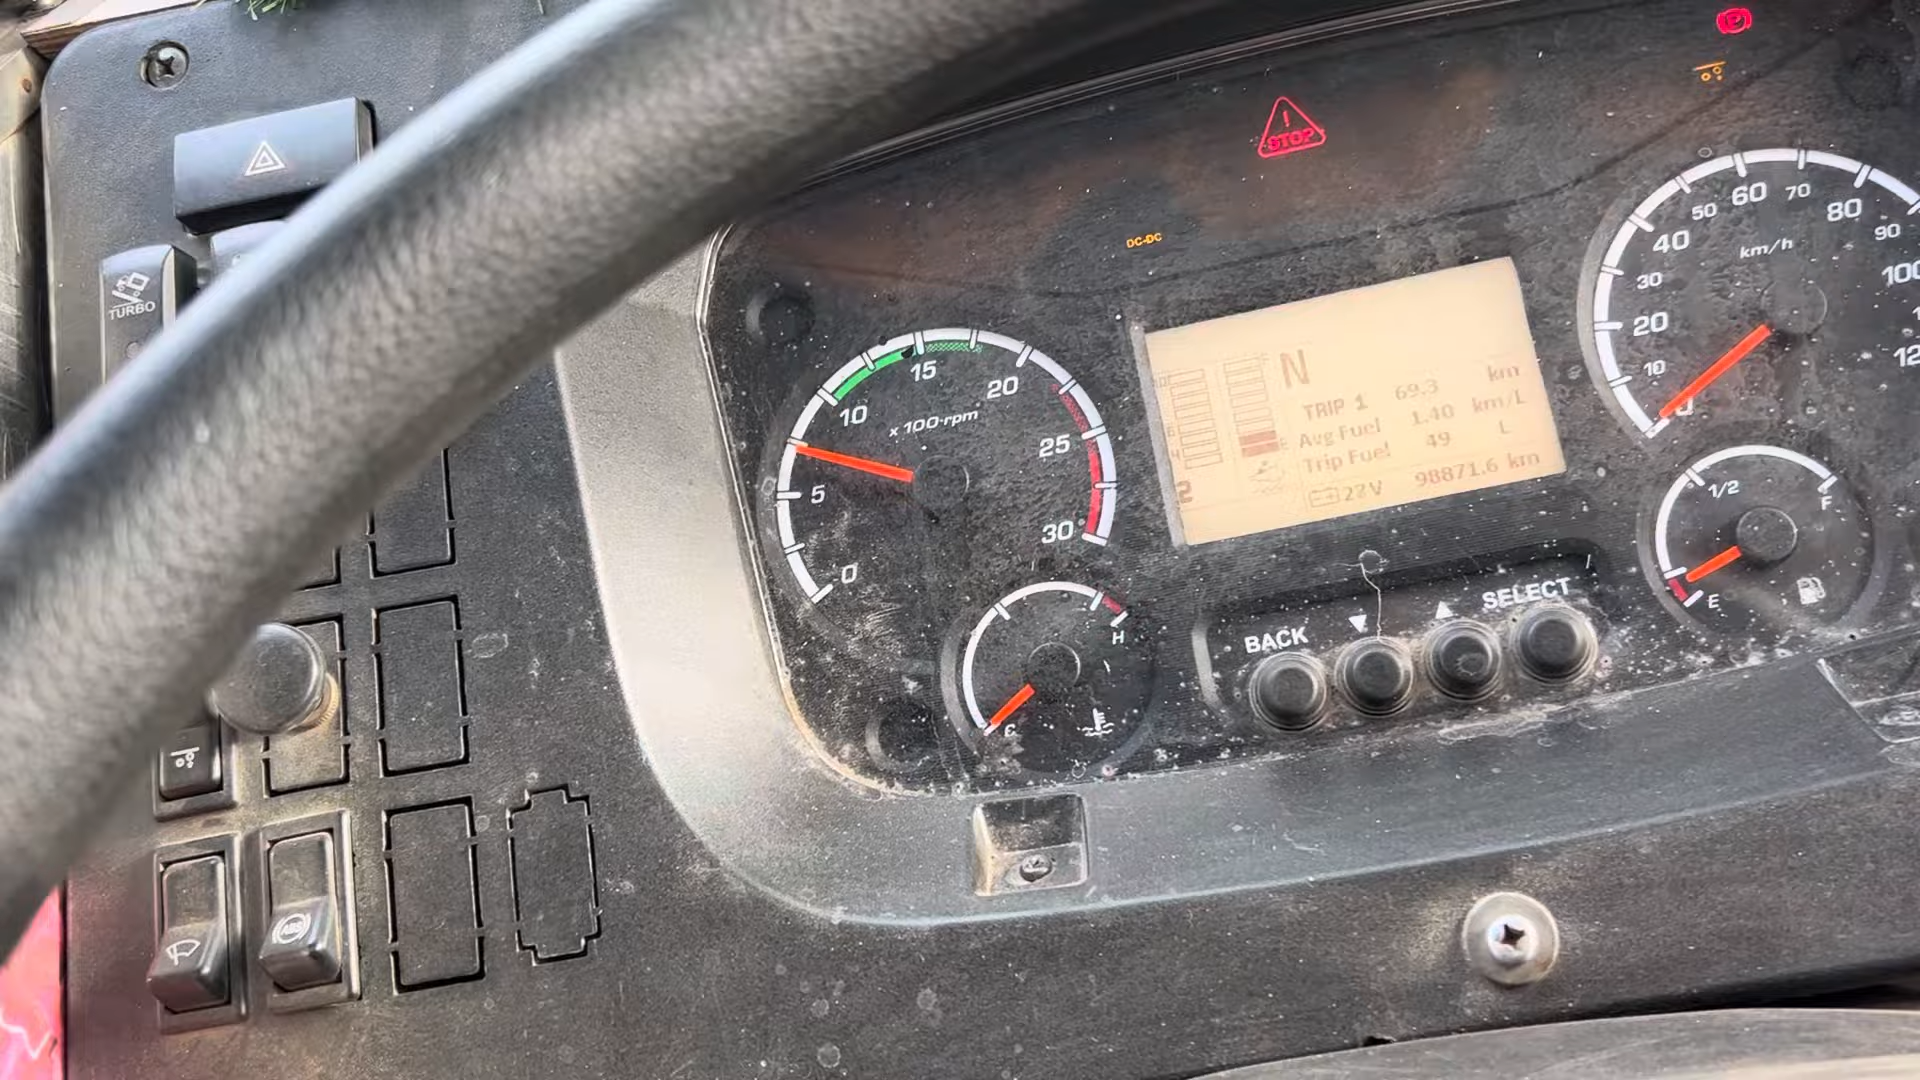 STOP
DC-DC
TURBO
0
5
10
15
20
25
30
x 100·rpm
N
TRIP 1 69.3 km
Avg Fuel 1.40 km/L
Trip Fuel 49 L
98871.6 km
2
10
20
30
40
50
60
70
80
90
100
km/h
1/2
F
E
H
C
BACK
SELECT
ABS